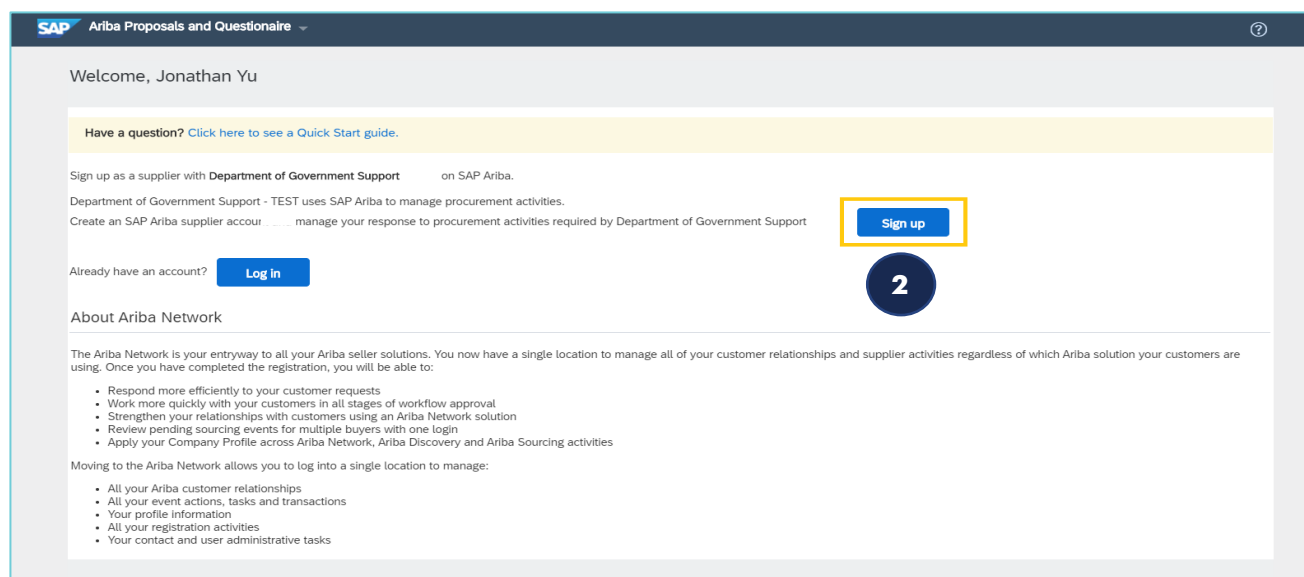 SAP Ariba Proposals and Questionaire
Welcome, Jonathan Yu
Have a question? Click here to see a Quick Start guide.
Sign up as a supplier with Department of Government Support on SAP Ariba.
Department of Government Support - TEST uses SAP Ariba to manage procurement activities.
Create an SAP Ariba supplier accour manage your response to procurement activities required by Department of Government Support
Sign up
Already have an account? Log in
2
About Ariba Network
The Ariba Network is your entryway to all your Ariba seller solutions. You now have a single location to manage all of your customer relationships and supplier activities regardless of which Ariba solution your customers are
using. Once you have completed the registration, you will be able to:
• Respond more efficiently to your customer requests
• Work more quickly with your customers in all stages of workflow approval
• Strengthen your relationships with customers using an Ariba Network solution
• Review pending sourcing events for multiple buyers with one login
• Apply your Company Profile across Ariba Network, Ariba Discovery and Ariba Sourcing activities
Moving to the Ariba Network allows you to log into a single location to manage:
• All your Ariba customer relationships
• All your event actions, tasks and transactions
• Your profile information
• All your registration activities
• Your contact and user administrative tasks